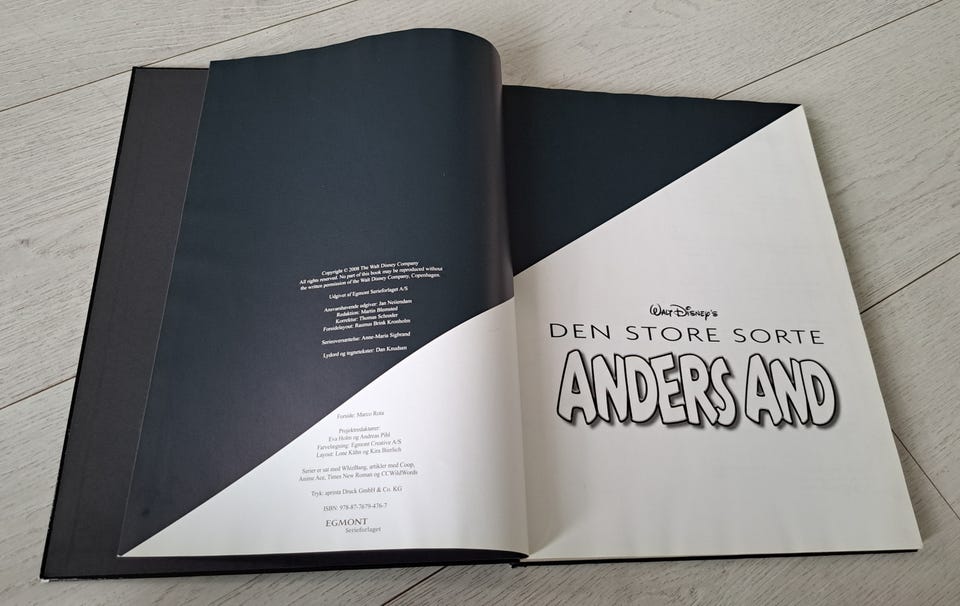 Copyright © 2008 The Walt Disney Company
All rights reserved. No part of this book may be reproduced without
the written permission of the Walt Disney Company, Copenhagen.
Udgivet af Egmont Serieforlaget A/S
Ansvarshavende udgiver: Jan Neiiendam
Redaktion: Martin Blemsted
Korrektur: Thomas Schrøder
Forsidelayout: Rasmus Brink Kronholm
Serieoversættelse: Anne-Marie Sigbrand
Lydord og tegnetekster: Dan Knudsen
Forside: Marco Rota
Projektredaktører:
Eva Holm og Andreas Pihl
Farvelægning: Egmont Creative A/S
Layout: Lone Kühn og Kira Bierlich
Serier er sat med WhizBang, artikler med Coop,
Anime Ace, Times New Roman og CCWildWords
Tryk: aprinta Druck GmbH & Co. KG
ISBN: 978-87-7679-476-7
EGMONT
Serieforlaget
WALT DISNEY'S
DEN STORE SORTE
ANDERS AND